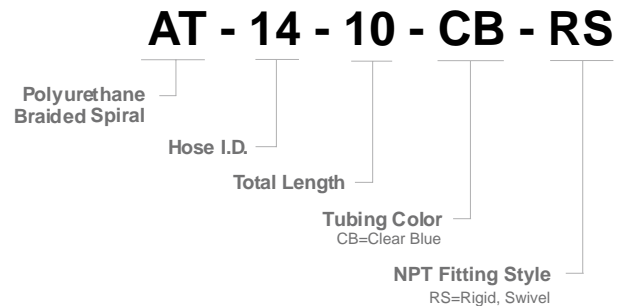 AT - 14 - 10 - CB - RS
Polyurethane
Braided Spiral
Hose I.D.
Total Length
Tubing Color
CB=Clear Blue
NPT Fitting Style
RS=Rigid, Swivel